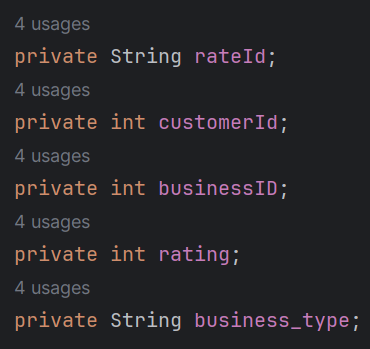 4 usages
private String rateId;
4 usages
private int customerId;
4 usages
private int businessID;
4 usages
private int rating;
4 usages
private String business_type;